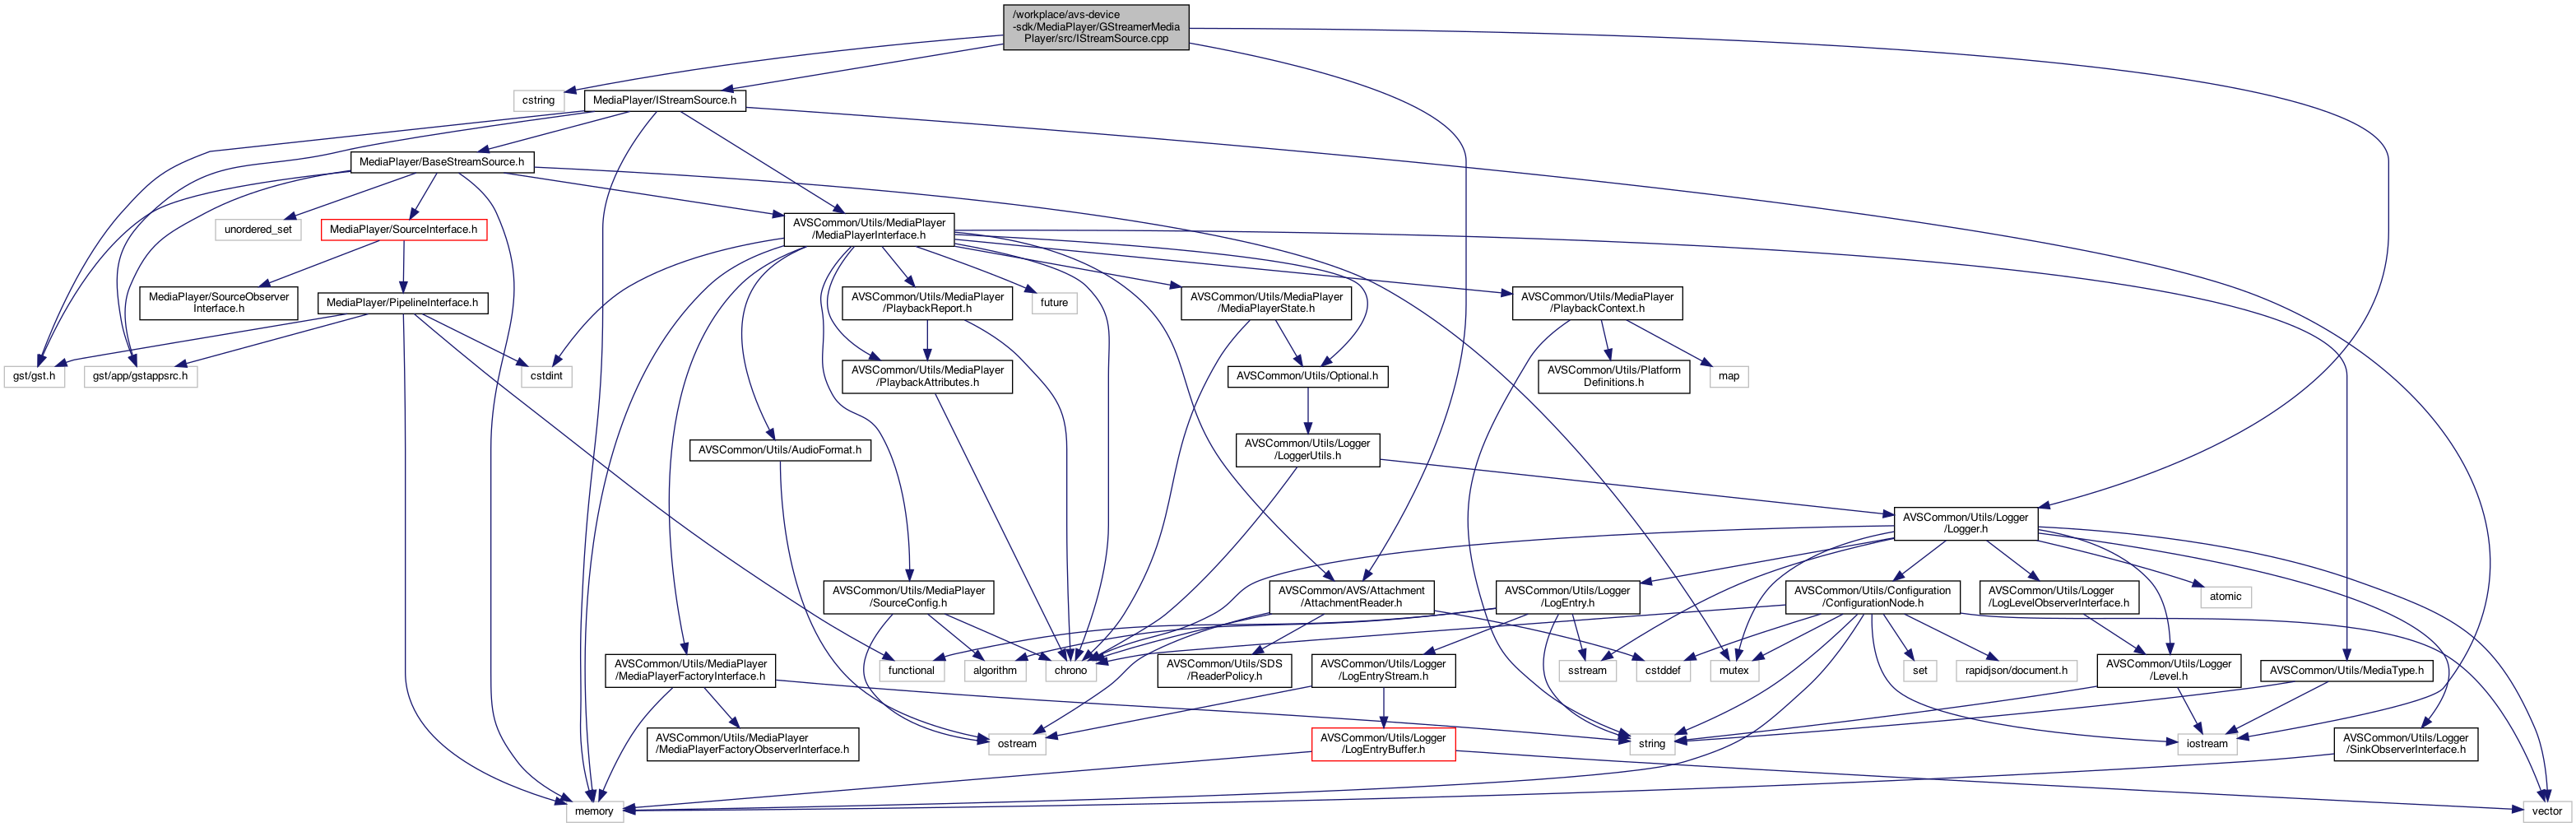 /workplace/avs-device
-sdk/MediaPlayer/GStreamerMedia
Player/src/IStreamSource.cpp
cstring
MediaPlayer/IStreamSource.h
MediaPlayer/BaseStreamSource.h
unordered_set
MediaPlayer/SourceInterface.h
AVSCommon/Utils/MediaPlayer
/MediaPlayerInterface.h
MediaPlayer/SourceObserver
Interface.h
MediaPlayer/PipelineInterface.h
AVSCommon/Utils/MediaPlayer
/PlaybackReport.h
future
AVSCommon/Utils/MediaPlayer
/MediaPlayerState.h
AVSCommon/Utils/MediaPlayer
/PlaybackContext.h
gst/gst.h
gst/app/gstappsrc.h
cstdint
AVSCommon/Utils/MediaPlayer
/PlaybackAttributes.h
AVSCommon/Utils/Optional.h
AVSCommon/Utils/Platform
Definitions.h
map
AVSCommon/Utils/AudioFormat.h
AVSCommon/Utils/Logger
/LoggerUtils.h
AVSCommon/Utils/Logger
/Logger.h
AVSCommon/Utils/MediaPlayer
/SourceConfig.h
AVSCommon/AVS/Attachment
/AttachmentReader.h
AVSCommon/Utils/Logger
/LogEntry.h
AVSCommon/Utils/Configuration
/ConfigurationNode.h
AVSCommon/Utils/Logger
/LogLevelObserverInterface.h
atomic
AVSCommon/Utils/MediaPlayer
/MediaPlayerFactoryInterface.h
functional
algorithm
chrono
AVSCommon/Utils/SDS
/ReaderPolicy.h
AVSCommon/Utils/Logger
/LogEntryStream.h
sstream
cstddef
mutex
set
rapidjson/document.h
AVSCommon/Utils/Logger
/Level.h
AVSCommon/Utils/MediaType.h
AVSCommon/Utils/MediaPlayer
/MediaPlayerFactoryObserverInterface.h
ostream
AVSCommon/Utils/Logger
/LogEntryBuffer.h
string
iostream
AVSCommon/Utils/Logger
/SinkObserverInterface.h
memory
vector